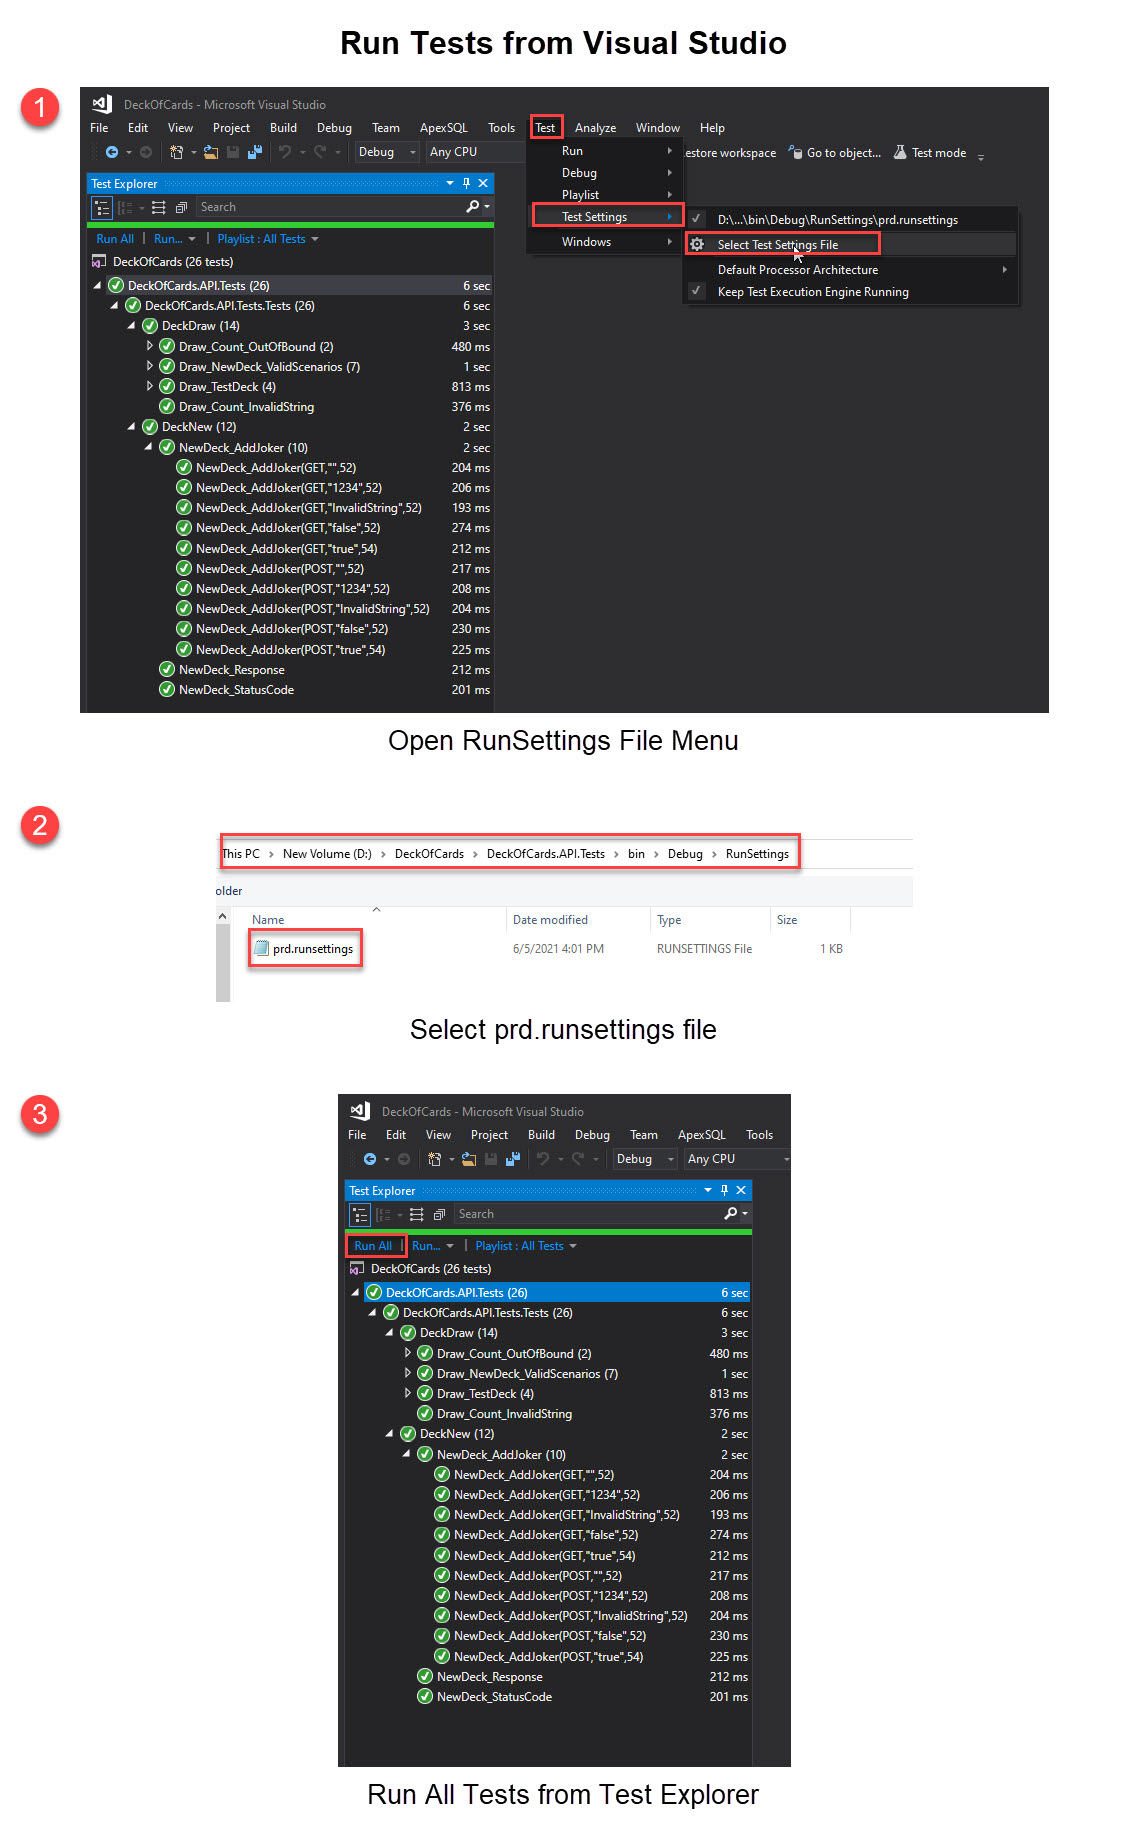 Run Tests from Visual Studio
1
DeckOfCards - Microsoft Visual Studio
File Edit View Project Build Debug Team ApexSQL Tools Test Analyze Window Help
Debug Any CPU estore workspace Go to object... Test mode
Run
Debug
Playlist
Test Settings
Windows
D:\...\bin\Debug\RunSettings\prd.runsettings
Select Test Settings File
Default Processor Architecture
Keep Test Execution Engine Running
Test Explorer
Search
Run All | Run... | Playlist : All Tests
DeckOfCards (26 tests)
DeckOfCards.API.Tests (26) 6 sec
DeckOfCards.API.Tests.Tests (26) 6 sec
DeckDraw (14) 3 sec
Draw_Count_OutOfBound (2) 480 ms
Draw_NewDeck_ValidScenarios (7) 1 sec
Draw_TestDeck (4) 813 ms
Draw_Count_InvalidString 376 ms
DeckNew (12) 2 sec
NewDeck_AddJoker (10) 2 sec
NewDeck_AddJoker(GET,"",52) 204 ms
NewDeck_AddJoker(GET,"1234",52) 206 ms
NewDeck_AddJoker(GET,"InvalidString",52) 193 ms
NewDeck_AddJoker(GET,"false",52) 274 ms
NewDeck_AddJoker(GET,"true",54) 212 ms
NewDeck_AddJoker(POST,"",52) 217 ms
NewDeck_AddJoker(POST,"1234",52) 208 ms
NewDeck_AddJoker(POST,"InvalidString",52) 204 ms
NewDeck_AddJoker(POST,"false",52) 230 ms
NewDeck_AddJoker(POST,"true",54) 225 ms
NewDeck_Response 212 ms
NewDeck_StatusCode 201 ms
Open RunSettings File Menu
2
This PC > New Volume (D:) > DeckOfCards > DeckOfCards.API.Tests > bin > Debug > RunSettings
older
Name Date modified Type Size
prd.runsettings 6/5/2021 4:01 PM RUNSETTINGS File 1 KB
Select prd.runsettings file
3
DeckOfCards - Microsoft Visual Studio
File Edit View Project Build Debug Team ApexSQL Tools
Debug Any CPU
Test Explorer
Search
Run All | Run... | Playlist : All Tests
DeckOfCards (26 tests)
DeckOfCards.API.Tests (26) 6 sec
DeckOfCards.API.Tests.Tests (26) 6 sec
DeckDraw (14) 3 sec
Draw_Count_OutOfBound (2) 480 ms
Draw_NewDeck_ValidScenarios (7) 1 sec
Draw_TestDeck (4) 813 ms
Draw_Count_InvalidString 376 ms
DeckNew (12) 2 sec
NewDeck_AddJoker (10) 2 sec
NewDeck_AddJoker(GET,"",52) 204 ms
NewDeck_AddJoker(GET,"1234",52) 206 ms
NewDeck_AddJoker(GET,"InvalidString",52) 193 ms
NewDeck_AddJoker(GET,"false",52) 274 ms
NewDeck_AddJoker(GET,"true",54) 212 ms
NewDeck_AddJoker(POST,"",52) 217 ms
NewDeck_AddJoker(POST,"1234",52) 208 ms
NewDeck_AddJoker(POST,"InvalidString",52) 204 ms
NewDeck_AddJoker(POST,"false",52) 230 ms
NewDeck_AddJoker(POST,"true",54) 225 ms
NewDeck_Response 212 ms
NewDeck_StatusCode 201 ms
Run All Tests from Test Explorer